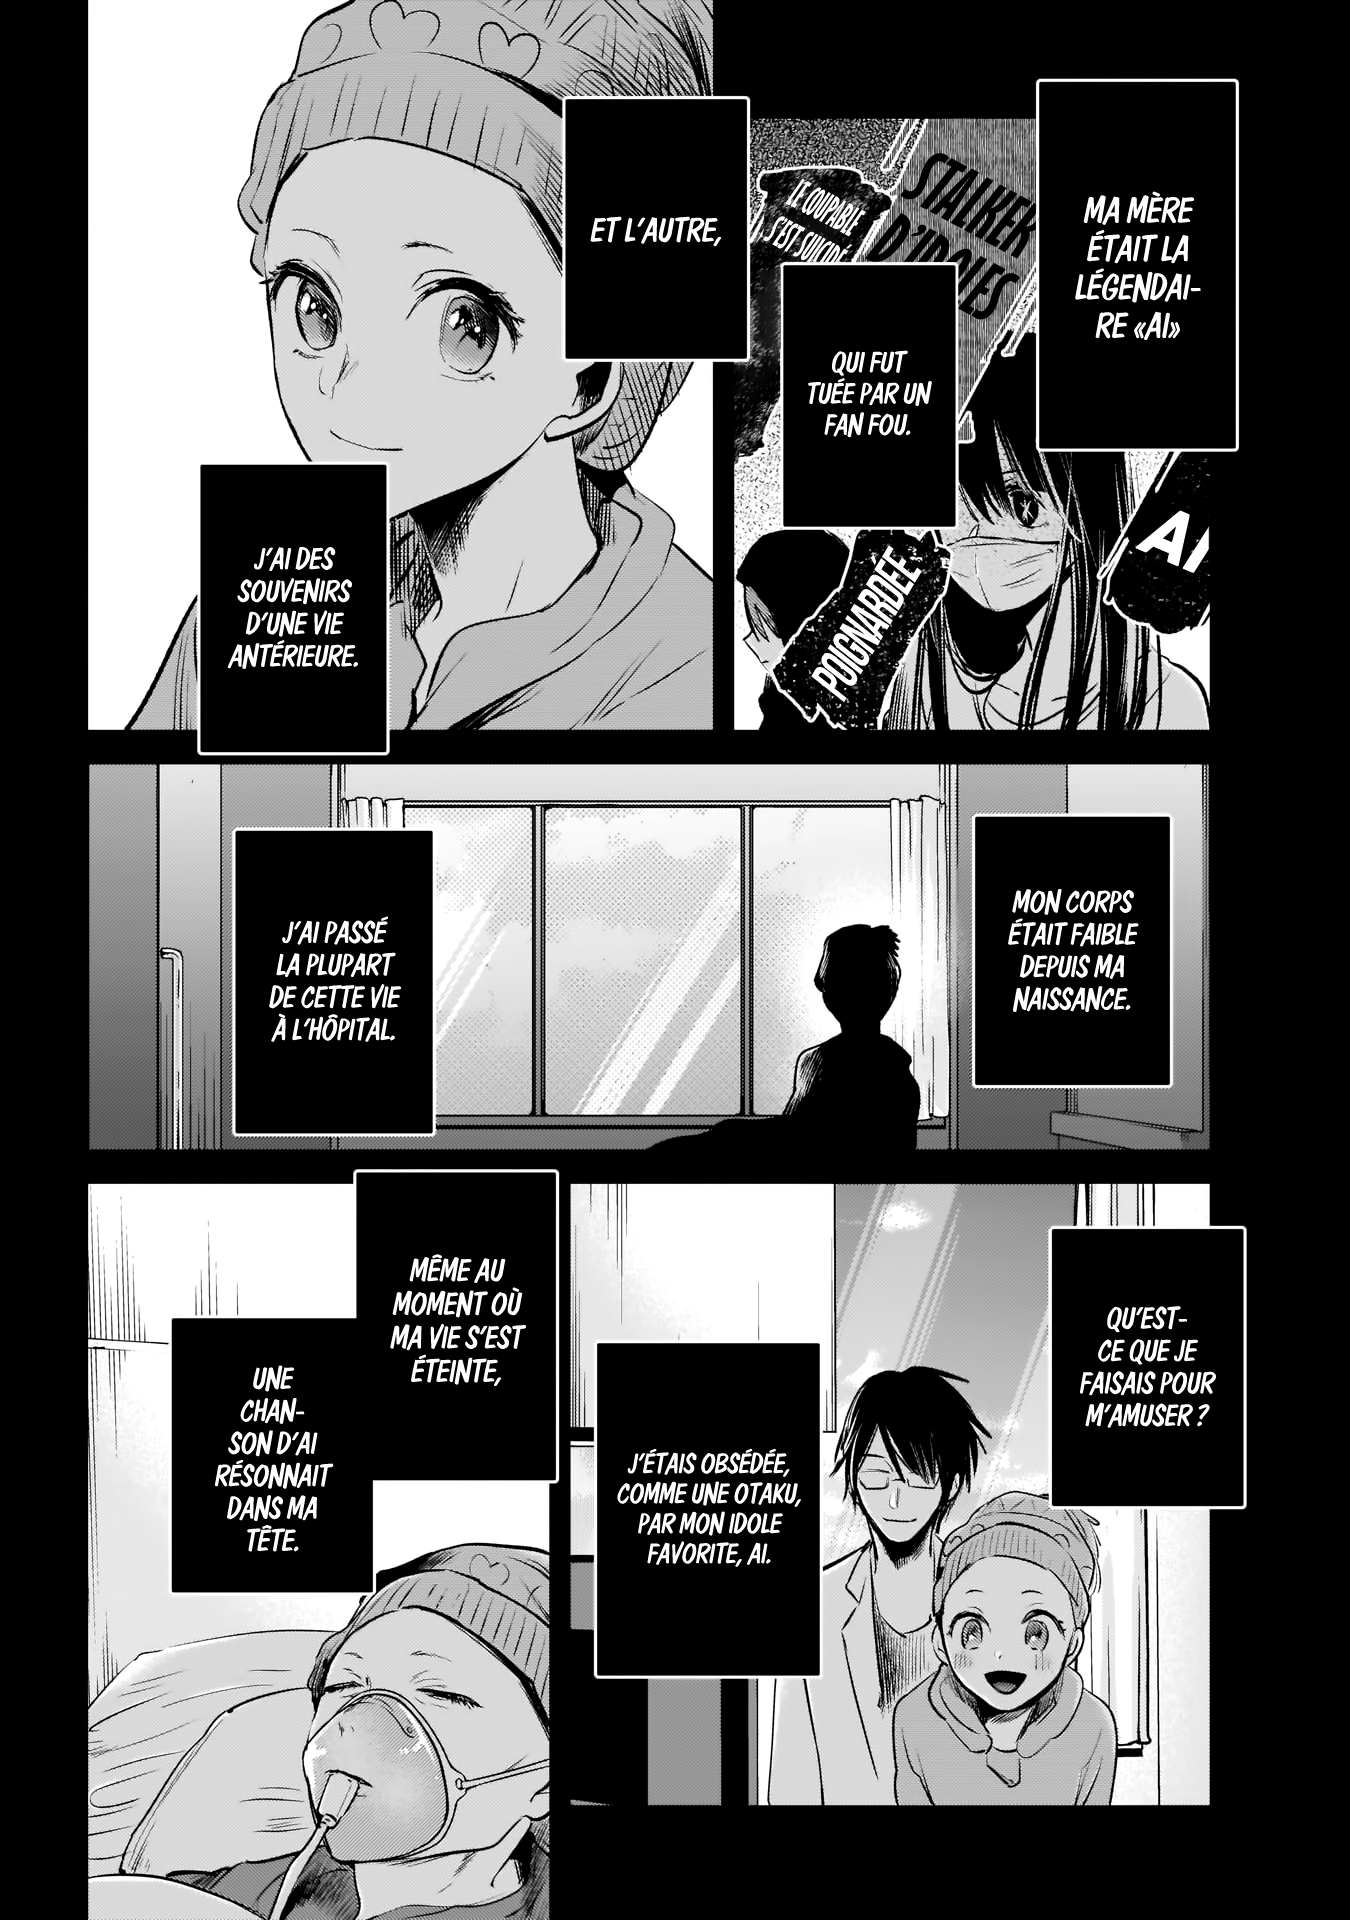 MA MÈRE
ÉTAIT LA
LÉGENDAI-
RE «AI»
STALKER
D'IDOLES
LE COUPABLE
S'EST SUICIDÉ
QUI FUT
TUÉE PAR UN
FAN FOU.
AI
POIGNARDÉE
ET L'AUTRE,
J'AI DES
SOUVENIRS
D'UNE VIE
ANTÉRIEURE.
MON CORPS
ÉTAIT FAIBLE
DEPUIS MA
NAISSANCE.
J'AI PASSÉ
LA PLUPART
DE CETTE VIE
À L'HÔPITAL.
QU'EST-
CE QUE JE
FAISAIS POUR
M'AMUSER ?
J'ÉTAIS OBSÉDÉE,
COMME UNE OTAKU,
PAR MON IDOLE
FAVORITE, AI.
MÊME AU
MOMENT OÙ
MA VIE S'EST
ÉTEINTE,
UNE
CHAN-
SON D'AI
RÉSONNAIT
DANS MA
TÊTE.